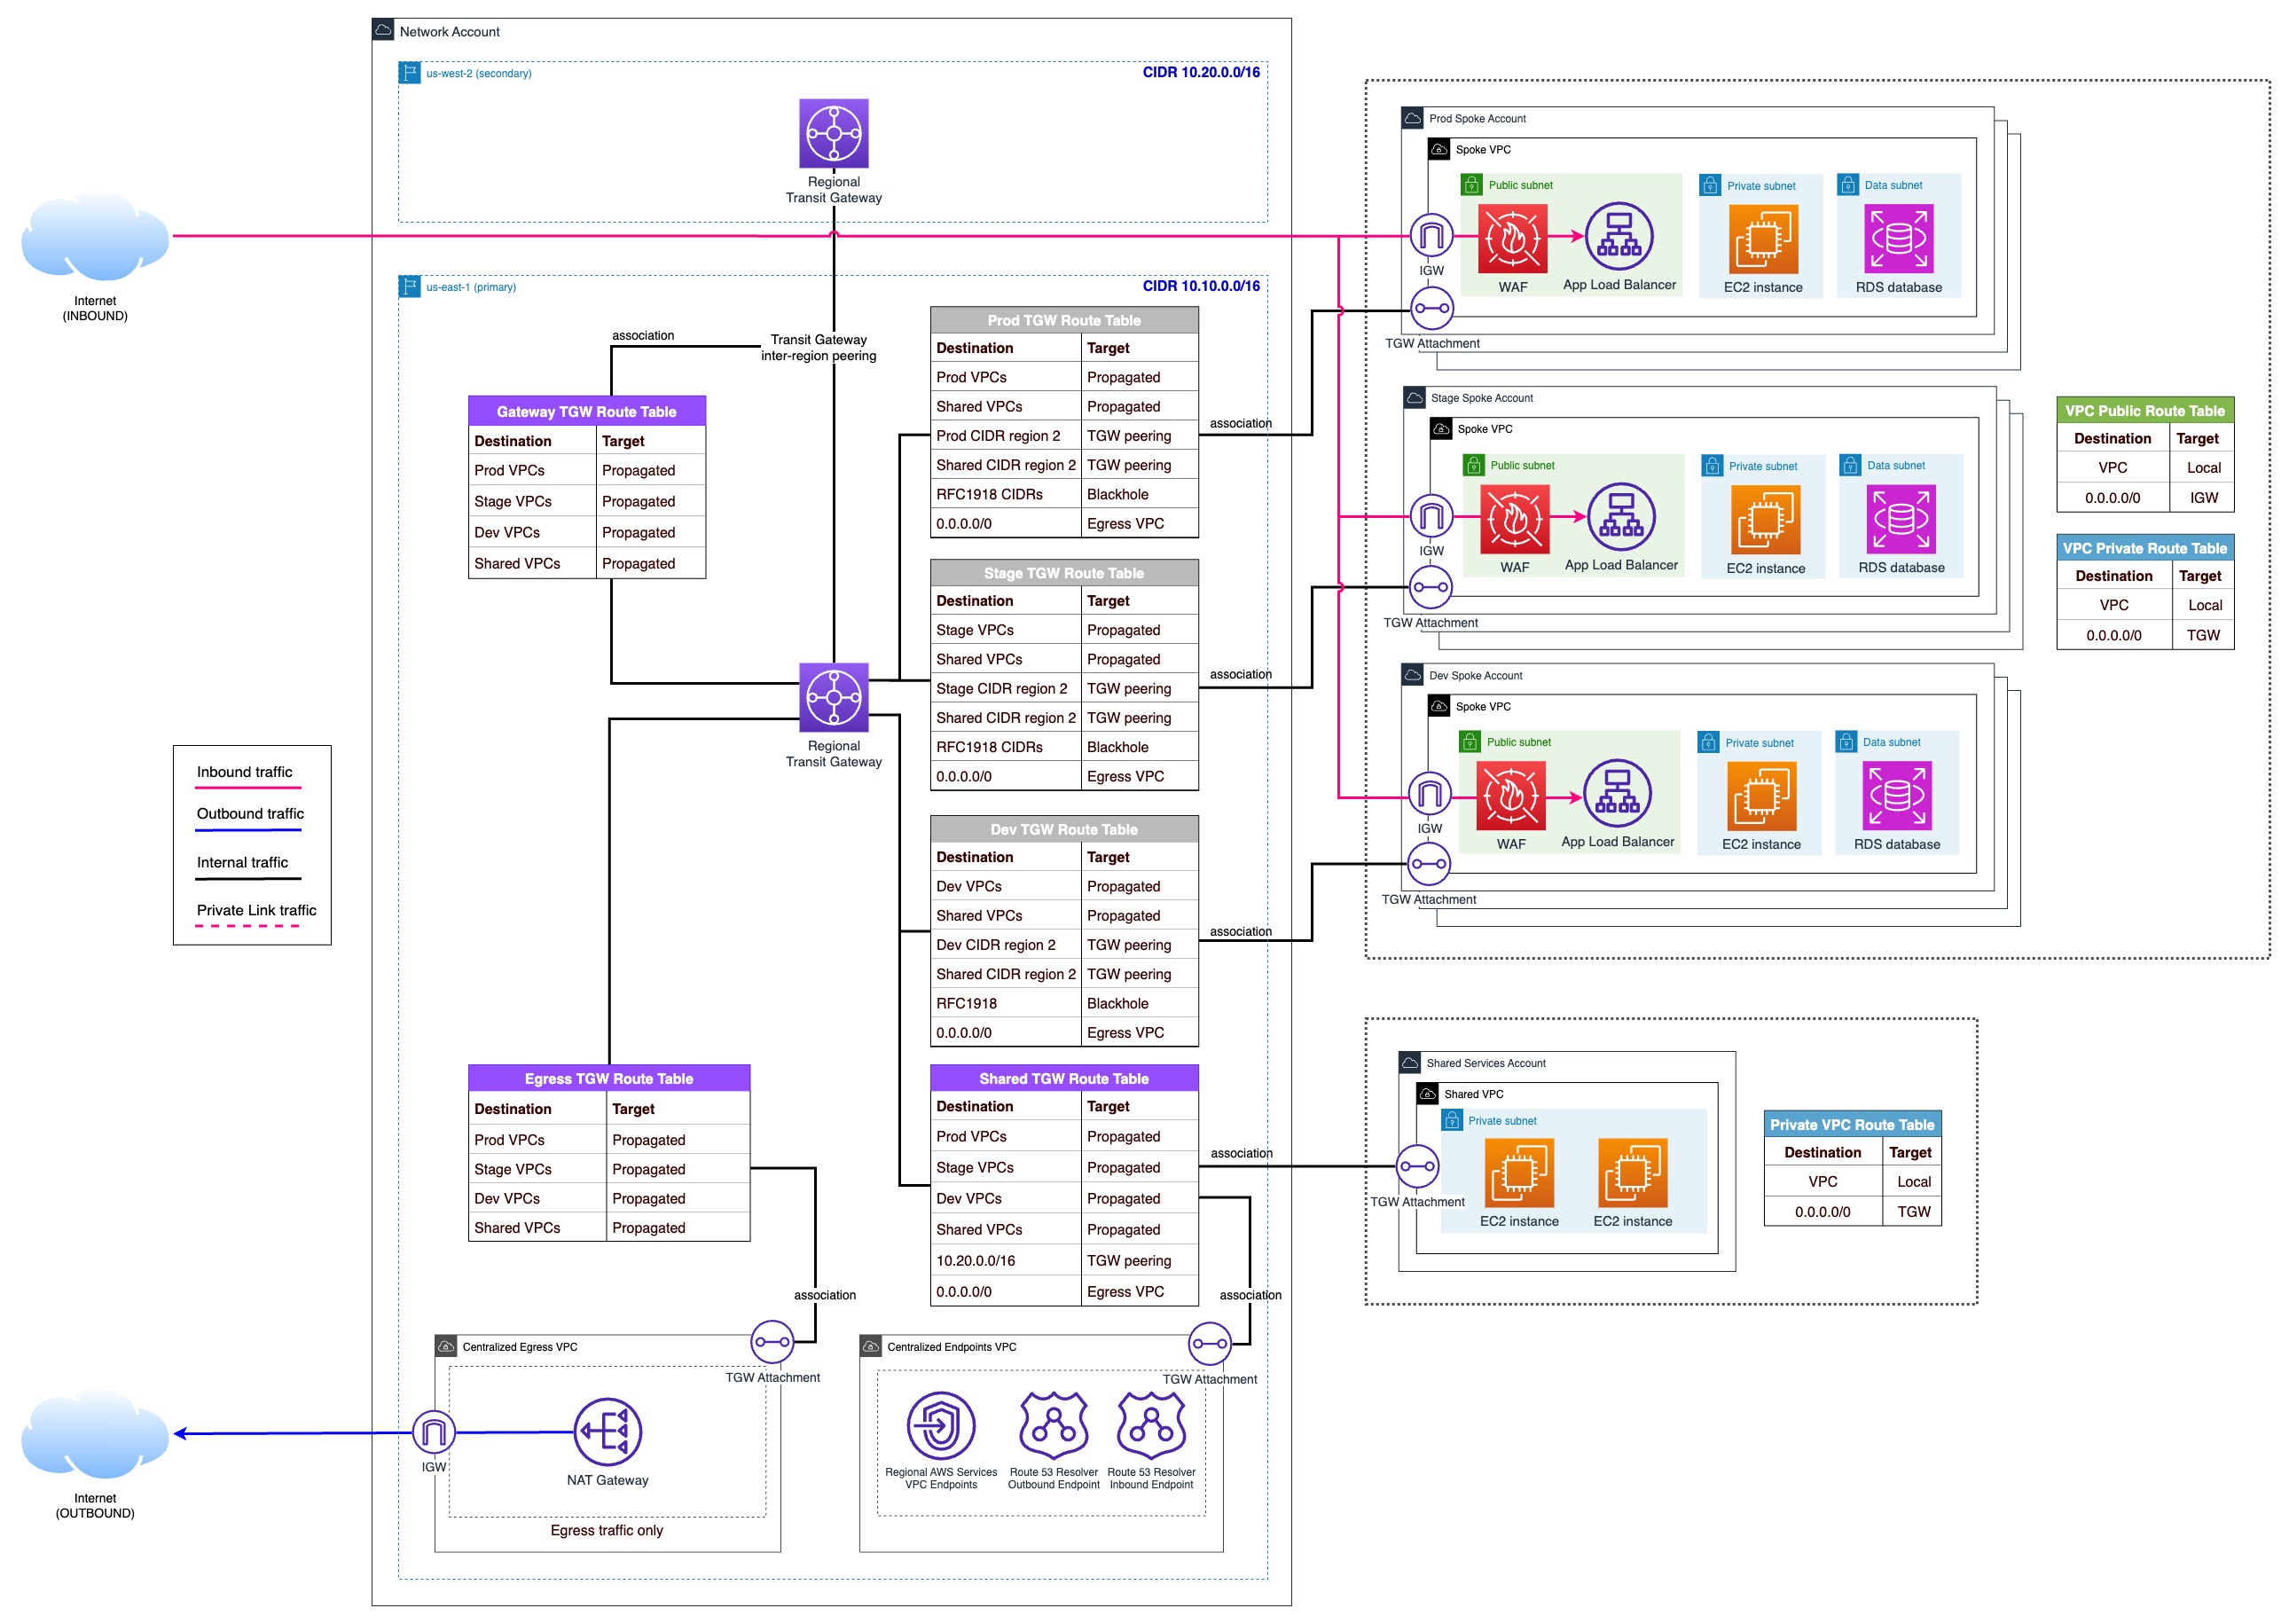 Network Account
us-west-2 (secondary)
CIDR 10.20.0.0/16
Regional
Transit Gateway
Internet
(INBOUND)
us-east-1 (primary)
CIDR 10.10.0.0/16
association
Transit Gateway
inter-region peering
Gateway TGW Route Table
Destination Target
Prod VPCs Propagated
Stage VPCs Propagated
Dev VPCs Propagated
Shared VPCs Propagated
Prod TGW Route Table
Destination Target
Prod VPCs Propagated
Shared VPCs Propagated
Prod CIDR region 2 TGW peering
Shared CIDR region 2 TGW peering
RFC1918 CIDRs Blackhole
0.0.0.0/0 Egress VPC
association
Stage TGW Route Table
Destination Target
Stage VPCs Propagated
Shared VPCs Propagated
Stage CIDR region 2 TGW peering
Shared CIDR region 2 TGW peering
RFC1918 CIDRs Blackhole
0.0.0.0/0 Egress VPC
association
Regional
Transit Gateway
Dev TGW Route Table
Destination Target
Dev VPCs Propagated
Shared VPCs Propagated
Dev CIDR region 2 TGW peering
Shared CIDR region 2 TGW peering
RFC1918 Blackhole
0.0.0.0/0 Egress VPC
association
Inbound traffic
Outbound traffic
Internal traffic
Private Link traffic
Egress TGW Route Table
Destination Target
Prod VPCs Propagated
Stage VPCs Propagated
Dev VPCs Propagated
Shared VPCs Propagated
association
Shared TGW Route Table
Destination Target
Prod VPCs Propagated
Stage VPCs Propagated
Dev VPCs Propagated
Shared VPCs Propagated
10.20.0.0/16 TGW peering
0.0.0.0/0 Egress VPC
association
association
Centralized Egress VPC
TGW Attachment
IGW
NAT Gateway
Egress traffic only
Internet
(OUTBOUND)
Centralized Endpoints VPC
TGW Attachment
Regional AWS Services
VPC Endpoints
Route 53 Resolver
Outbound Endpoint
Route 53 Resolver
Inbound Endpoint
Prod Spoke Account
Spoke VPC
Public subnet
Private subnet
Data subnet
IGW
WAF
App Load Balancer
EC2 instance
RDS database
TGW Attachment
Stage Spoke Account
Spoke VPC
Public subnet
Private subnet
Data subnet
IGW
WAF
App Load Balancer
EC2 instance
RDS database
TGW Attachment
Dev Spoke Account
Spoke VPC
Public subnet
Private subnet
Data subnet
IGW
WAF
App Load Balancer
EC2 instance
RDS database
TGW Attachment
VPC Public Route Table
Destination Target
VPC Local
0.0.0.0/0 IGW
VPC Private Route Table
Destination Target
VPC Local
0.0.0.0/0 TGW
Shared Services Account
Shared VPC
Private subnet
TGW Attachment
EC2 instance
EC2 instance
Private VPC Route Table
Destination Target
VPC Local
0.0.0.0/0 TGW